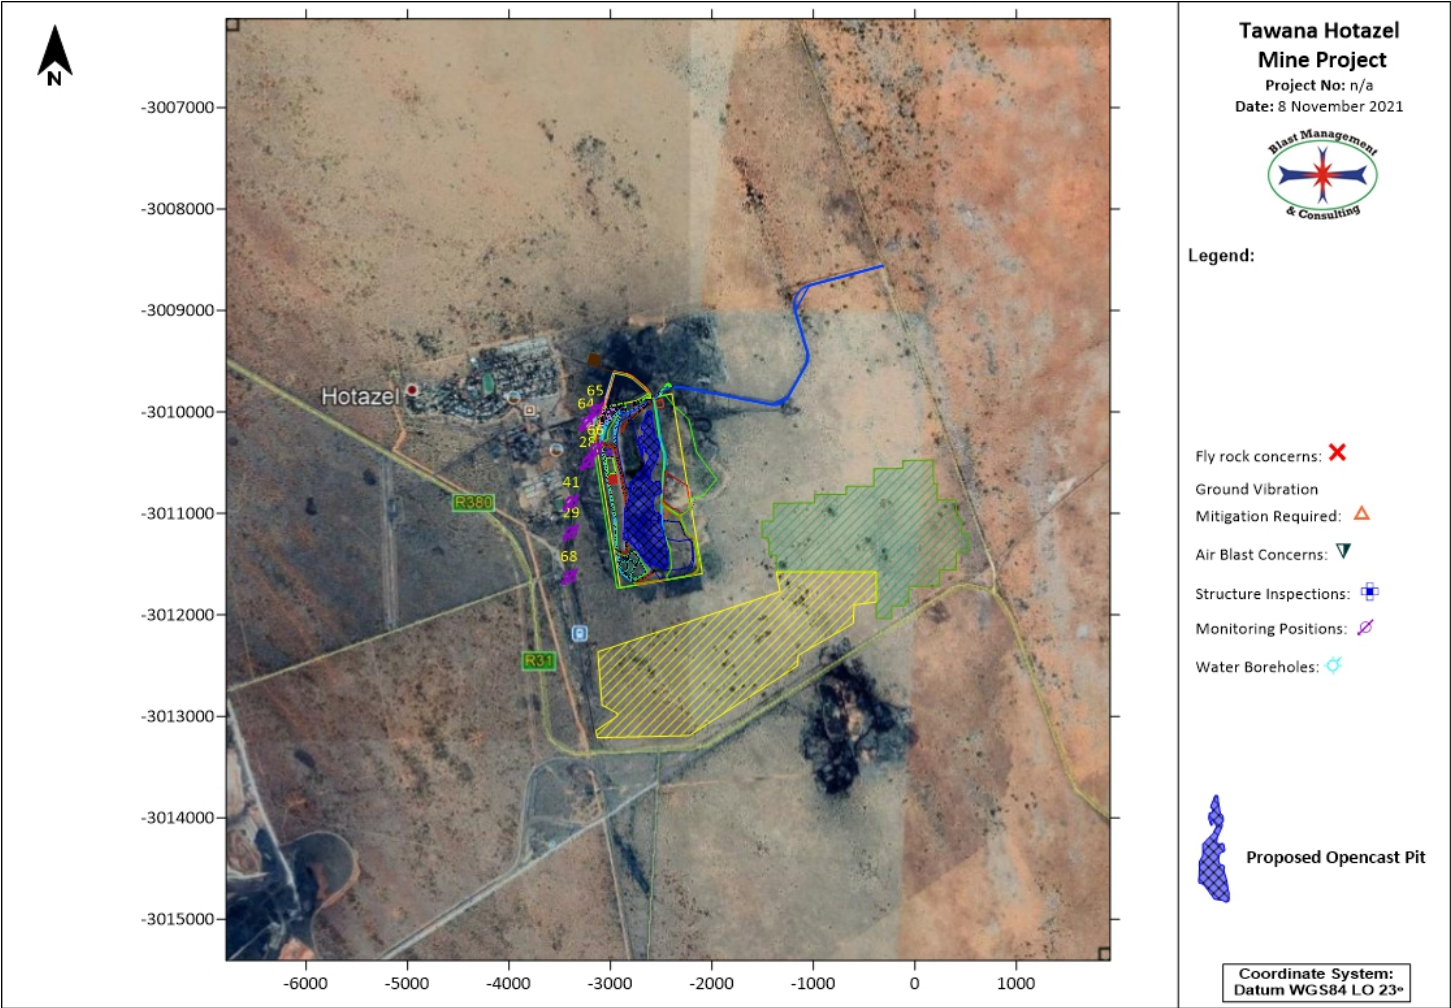 N
-3007000
-3008000
-3009000
-3010000
-3011000
-3012000
-3013000
-3014000
-3015000
-6000
-5000
-4000
-3000
-2000
-1000
0
1000
Hotazel
65
64
66
28
41
29
68
R380
R31
Tawana Hotazel
Mine Project
Project No: n/a
Date: 8 November 2021
Blast Management
& Consulting
Legend:
Fly rock concerns:
Ground Vibration
Mitigation Required:
Air Blast Concerns:
Structure Inspections:
Monitoring Positions:
Water Boreholes:
Proposed Opencast Pit
Coordinate System:
Datum WGS84 LO 23°